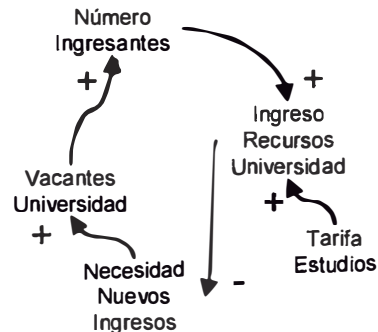 Número
Ingresantes
+
+
Ingreso
Recursos
Universidad
Vacantes
Universidad
+
+
Tarifa
Estudios
Necesidad
Nuevos
Ingresos
-